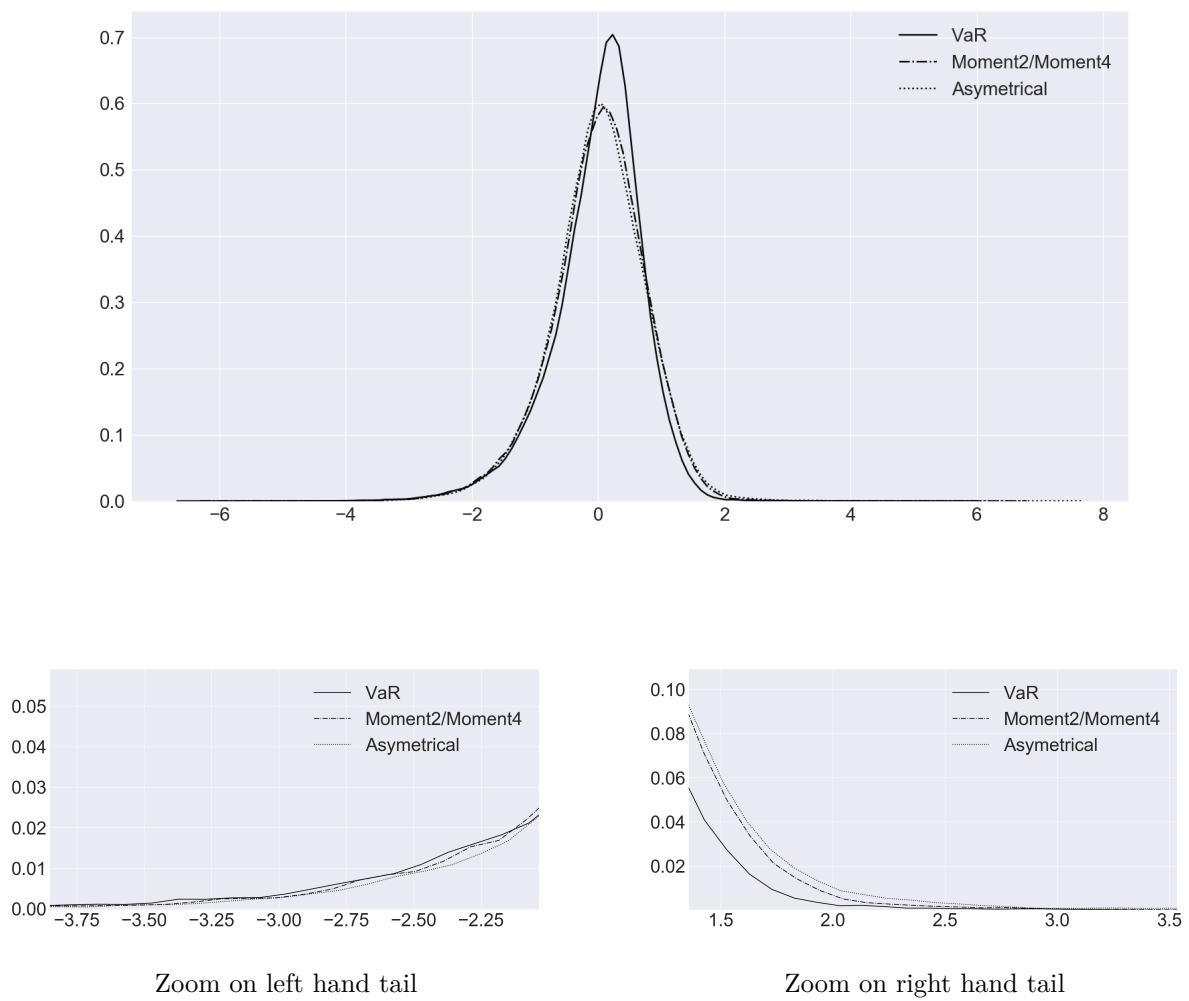 0.7
0.6
0.5
0.4
0.3
0.2
0.1
0.0
−6 −4 −2 0 2 4 6 8
VaR
Moment2/Moment4
Asymetrical
0.05
0.04
0.03
0.02
0.01
0.00
−3.75 −3.50 −3.25 −3.00 −2.75 −2.50 −2.25
VaR
Moment2/Moment4
Asymetrical
Zoom on left hand tail
0.10
0.08
0.06
0.04
0.02
1.5 2.0 2.5 3.0 3.5
VaR
Moment2/Moment4
Asymetrical
Zoom on right hand tail